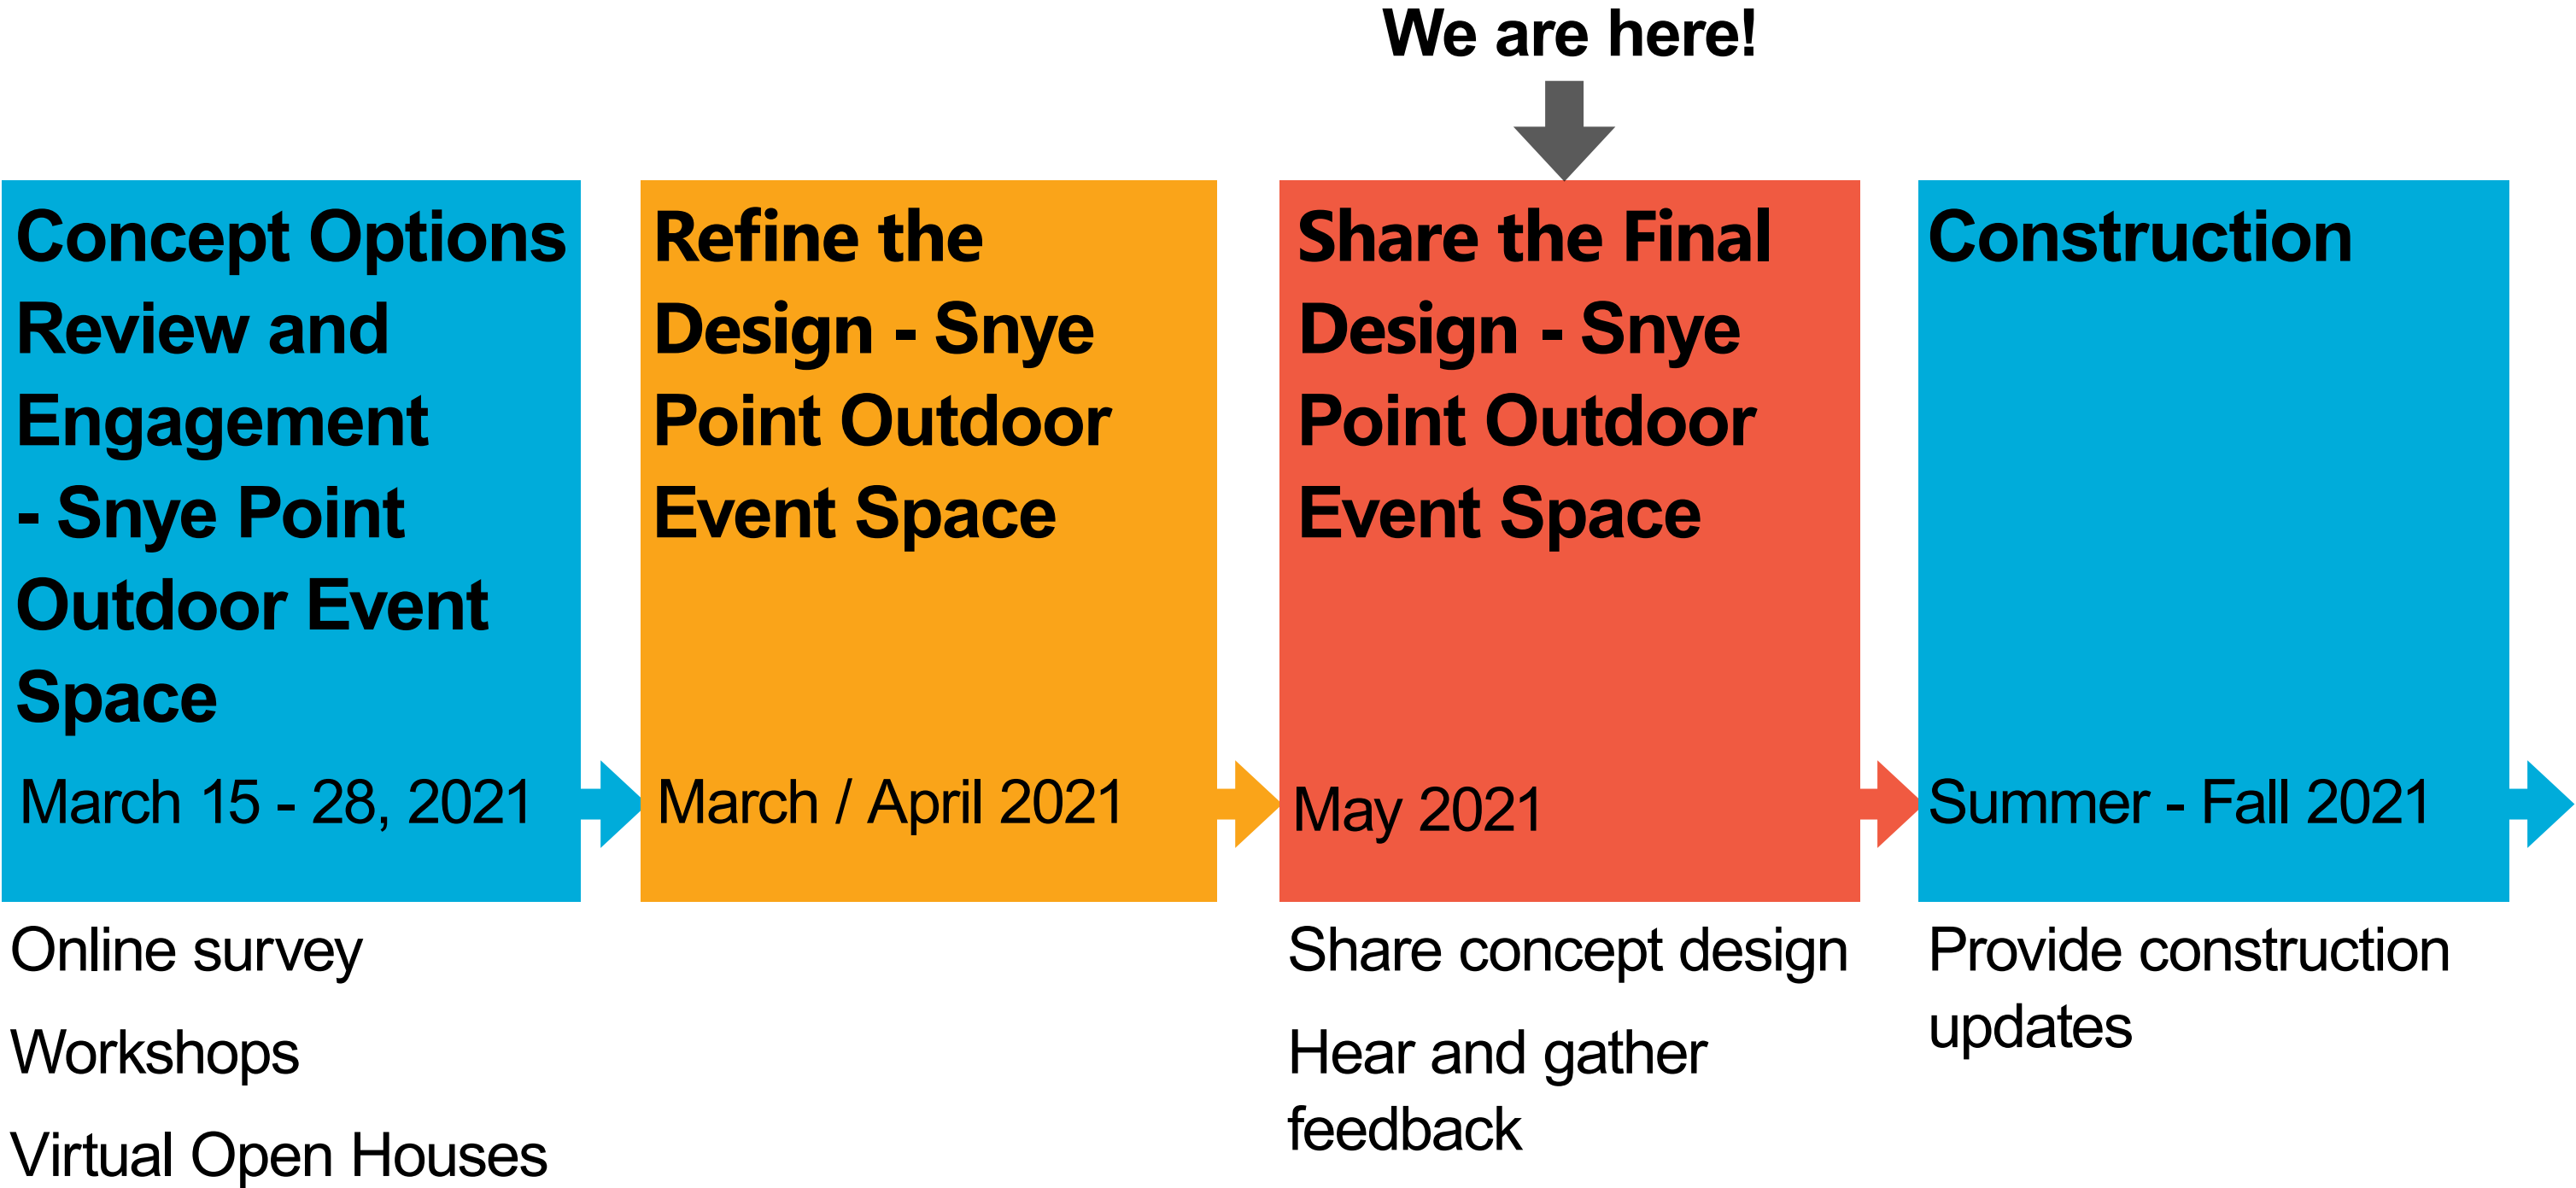 We are here!
Concept Options
Review and
Engagement
- Snye Point
Outdoor Event
Space
March 15 - 28, 2021
Online survey
Workshops
Virtual Open Houses
Refine the
Design - Snye
Point Outdoor
Event Space
March / April 2021
Share the Final
Design - Snye
Point Outdoor
Event Space
May 2021
Share concept design
Hear and gather
feedback
Construction
Summer - Fall 2021
Provide construction
updates